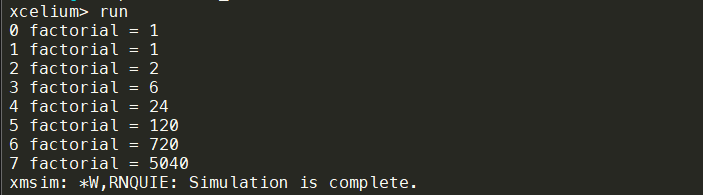 xcelium> run
0 factorial = 1
1 factorial = 1
2 factorial = 2
3 factorial = 6
4 factorial = 24
5 factorial = 120
6 factorial = 720
7 factorial = 5040
xmsim: *W,RNQUIE: Simulation is complete.